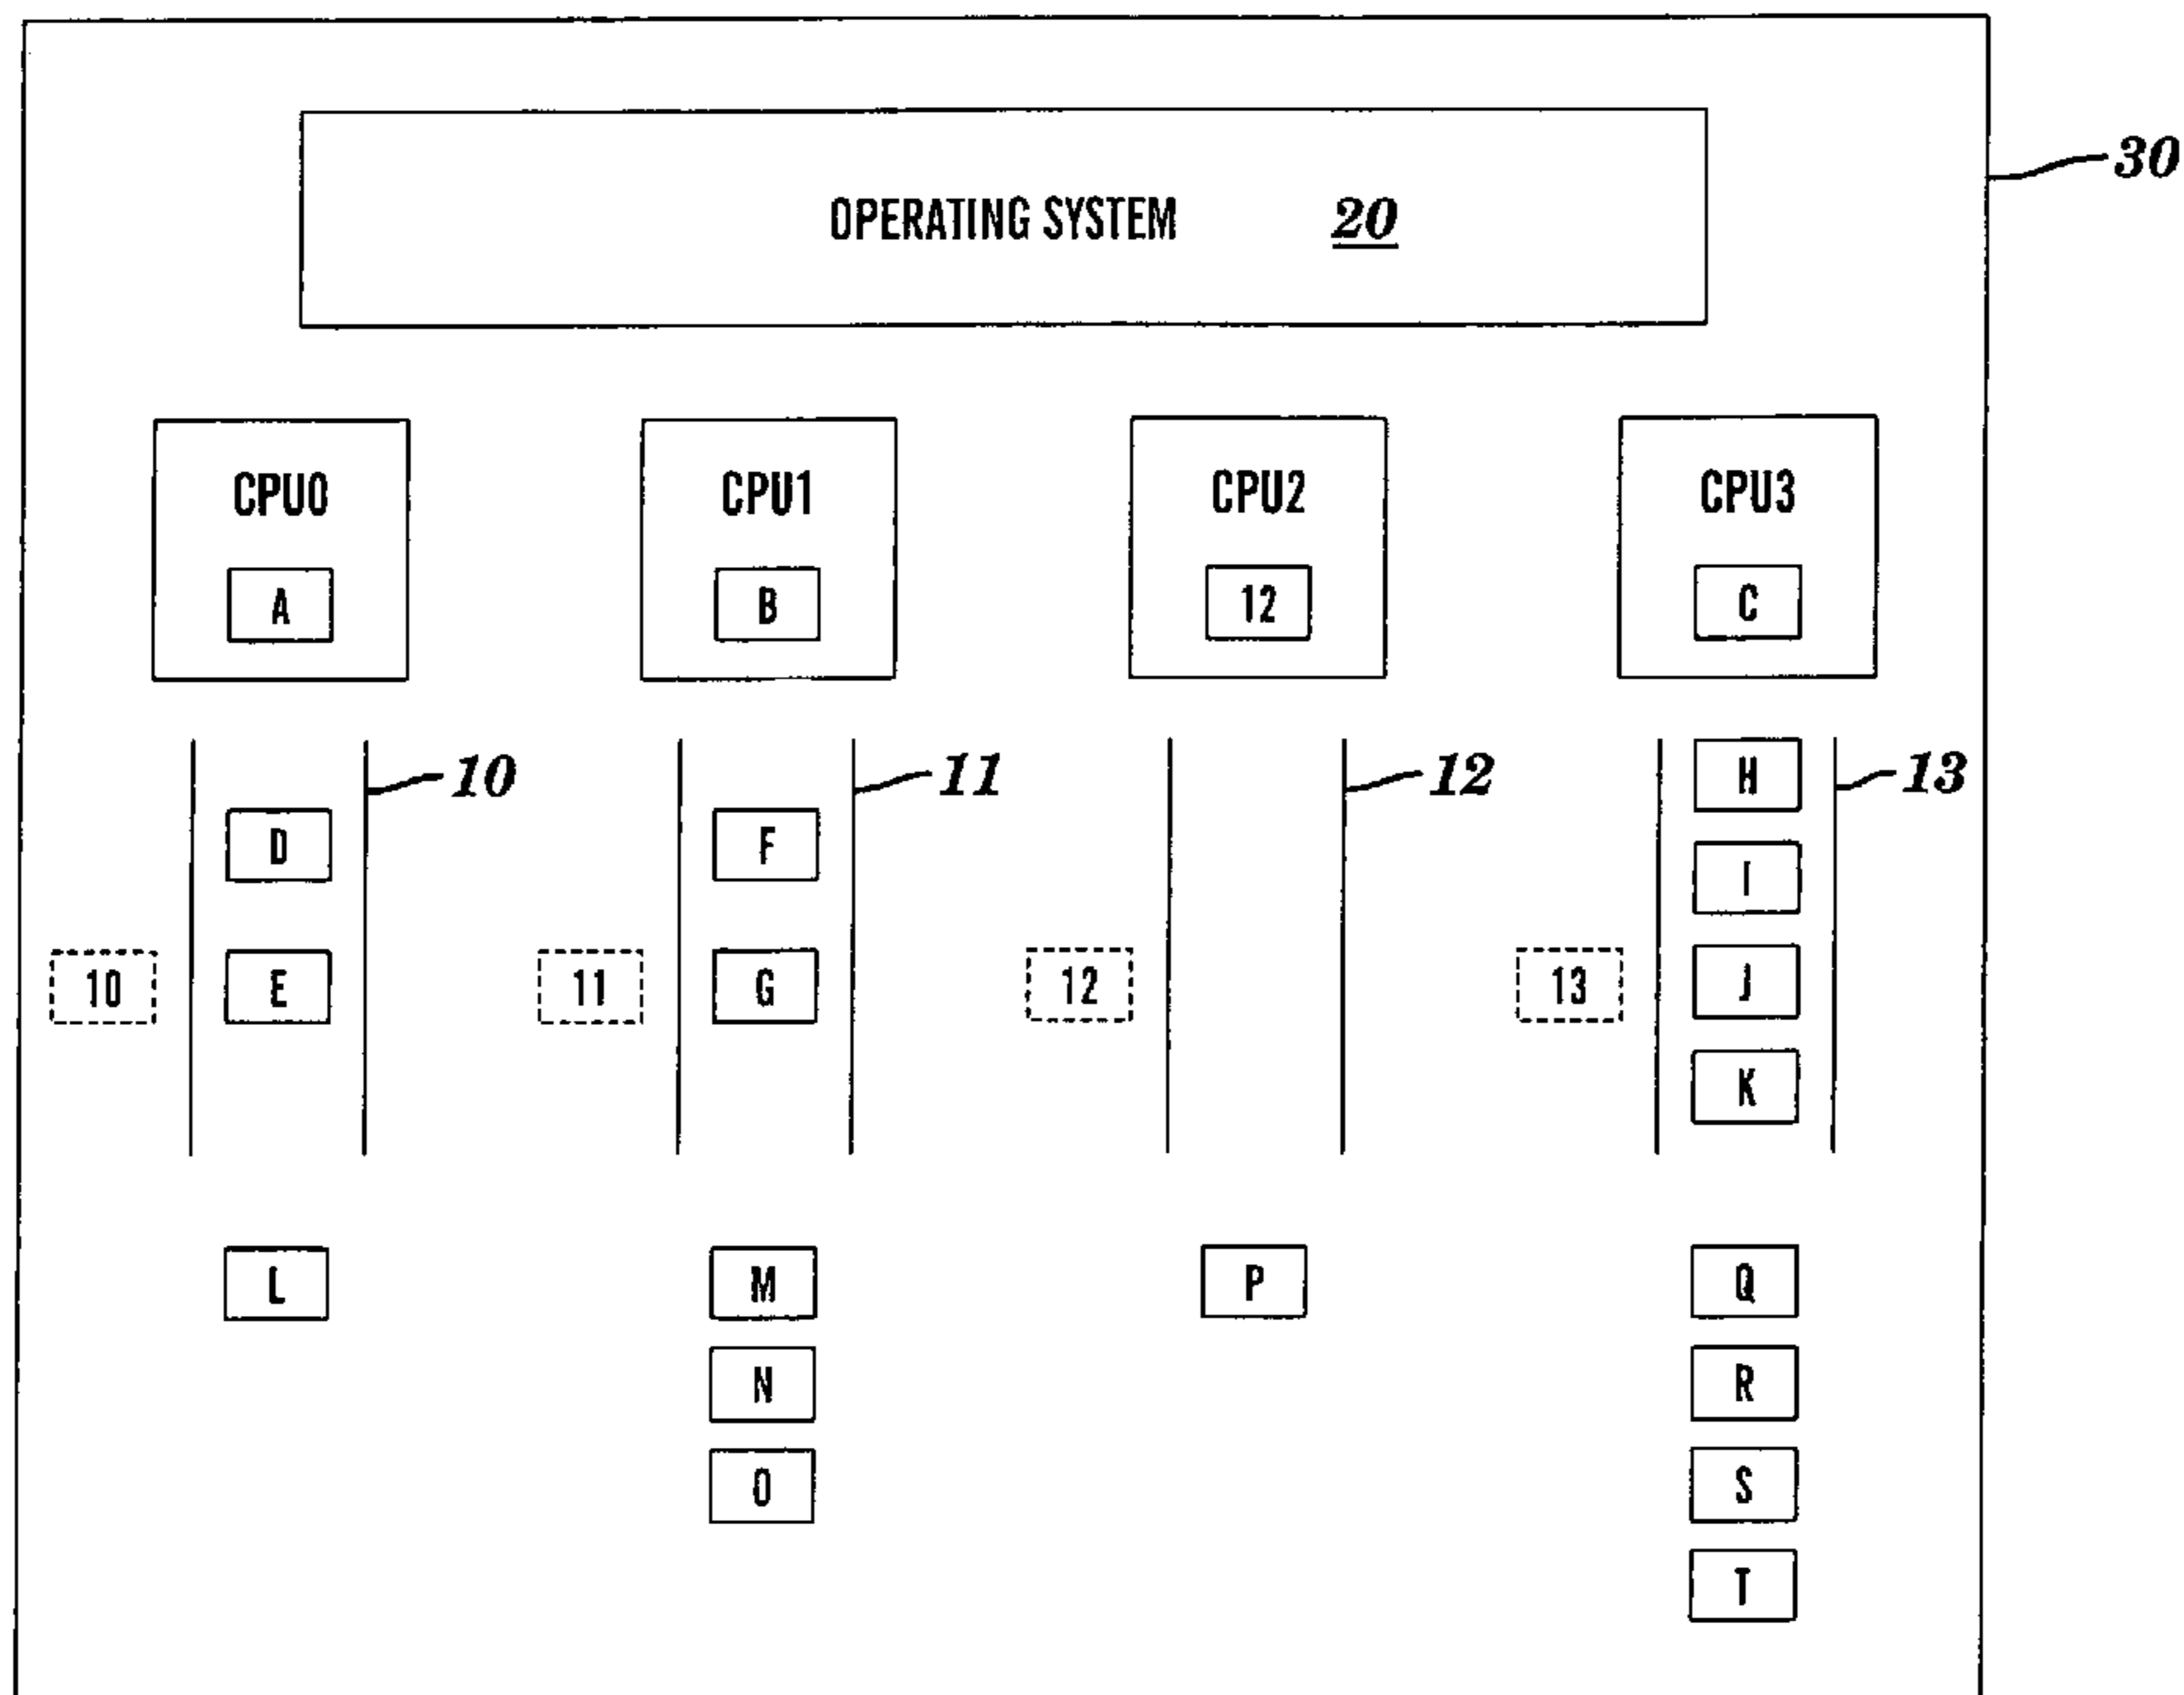 30
OPERATING SYSTEM 20
CPU0 CPU1 CPU2 CPU3
A B 12 C
10 11 12 13
H
D F
I
10 E 11 G 12 13 J
K
L M P Q
N R
O S
T